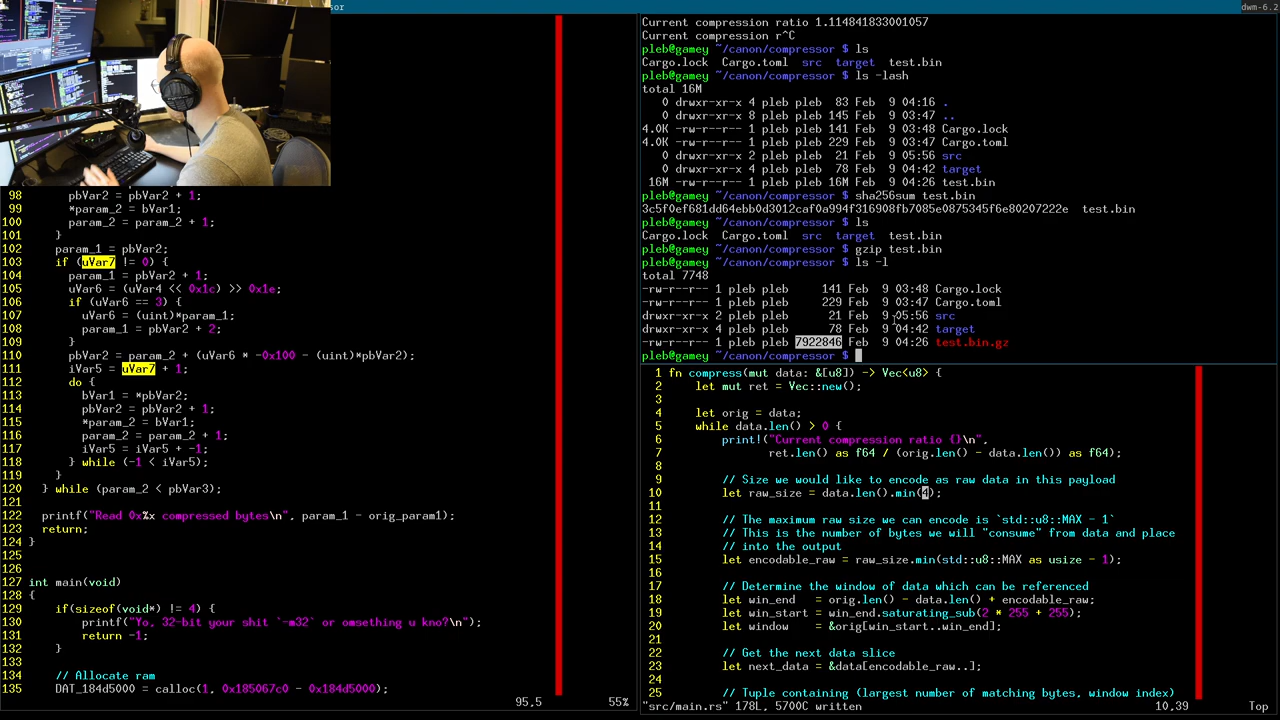 sor
dwm-6.2
98 pbVar2 = pbVar2 + 1;
99 *param_2 = bVar1;
100 param_2 = param_2 + 1;
101 }
102 param_1 = pbVar2;
103 if (uVar7 != 0) {
104 param_1 = pbVar2 + 1;
105 uVar6 = (uVar4 << 0x1c) >> 0x1e;
106 if (uVar6 == 3) {
107 uVar6 = (uint)*param_1;
108 param_1 = pbVar2 + 2;
109 }
110 pbVar2 = param_2 + (uVar6 * -0x100 - (uint)*pbVar2);
111 iVar5 = uVar7 + 1;
112 do {
113 bVar1 = *pbVar2;
114 pbVar2 = pbVar2 + 1;
115 *param_2 = bVar1;
116 param_2 = param_2 + 1;
117 iVar5 = iVar5 + -1;
118 } while (-1 < iVar5);
119 }
120 } while (param_2 < pbVar3);
121
122 printf("Read 0x%x compressed bytes\n", param_1 - orig_param1);
123 return;
124 }
125
126
127 int main(void)
128 {
129 if(sizeof(void*) != 4) {
130 printf("Yo, 32-bit your shit `-m32` or omsething u kno?\n");
131 return -1;
132 }
133
134 // Allocate ram
135 DAT_184d5000 = calloc(1, 0x185067c0 - 0x184d5000);
95,5 55%
Current compression ratio 1.114841833001057
Current compression r^C
pleb@gamey ~/canon/compressor $ ls
Cargo.lock Cargo.toml src target test.bin
pleb@gamey ~/canon/compressor $ ls -lash
total 16M
0 drwxr-xr-x 4 pleb pleb 83 Feb 9 04:16 .
0 drwxr-xr-x 8 pleb pleb 145 Feb 9 03:47 ..
4.0K -rw-r--r-- 1 pleb pleb 141 Feb 9 03:48 Cargo.lock
4.0K -rw-r--r-- 1 pleb pleb 229 Feb 9 03:47 Cargo.toml
0 drwxr-xr-x 2 pleb pleb 21 Feb 9 05:56 src
0 drwxr-xr-x 4 pleb pleb 78 Feb 9 04:42 target
16M -rw-r--r-- 1 pleb pleb 16M Feb 9 04:26 test.bin
pleb@gamey ~/canon/compressor $ sha256sum test.bin
3c5f0ef681dd64ebb0d3012caf0a994f316908fb7085e0875345f6e80207222e test.bin
pleb@gamey ~/canon/compressor $ ls
Cargo.lock Cargo.toml src target test.bin
pleb@gamey ~/canon/compressor $ gzip test.bin
pleb@gamey ~/canon/compressor $ ls -l
total 7748
-rw-r--r-- 1 pleb pleb 141 Feb 9 03:48 Cargo.lock
-rw-r--r-- 1 pleb pleb 229 Feb 9 03:47 Cargo.toml
drwxr-xr-x 2 pleb pleb 21 Feb 9 05:56 src
drwxr-xr-x 4 pleb pleb 78 Feb 9 04:42 target
-rw-r--r-- 1 pleb pleb 7922846 Feb 9 04:26 test.bin.gz
pleb@gamey ~/canon/compressor $
1 fn compress(mut data: &[u8]) -> Vec<u8> {
2 let mut ret = Vec::new();
3
4 let orig = data;
5 while data.len() > 0 {
6 print!("Current compression ratio {}\n",
7 ret.len() as f64 / (orig.len() - data.len()) as f64);
8
9 // Size we would like to encode as raw data in this payload
10 let raw_size = data.len().min(4);
11
12 // The maximum raw size we can encode is `std::u8::MAX - 1`
13 // This is the number of bytes we will "consume" from data and place
14 // into the output
15 let encodable_raw = raw_size.min(std::u8::MAX as usize - 1);
16
17 // Determine the window of data which can be referenced
18 let win_end = orig.len() - data.len() + encodable_raw;
19 let win_start = win_end.saturating_sub(2 * 255 + 255);
20 let window = &orig[win_start..win_end];
21
22 // Get the next data slice
23 let next_data = &data[encodable_raw..];
24
25 // Tuple containing (largest number of matching bytes, window index)
"src/main.rs" 178L, 5700C written 10,39 Top